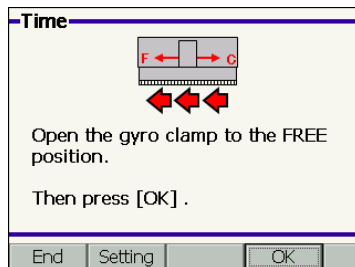 Time
F C
Open the gyro clamp to the FREE
position.
Then press [OK] .
End Setting OK